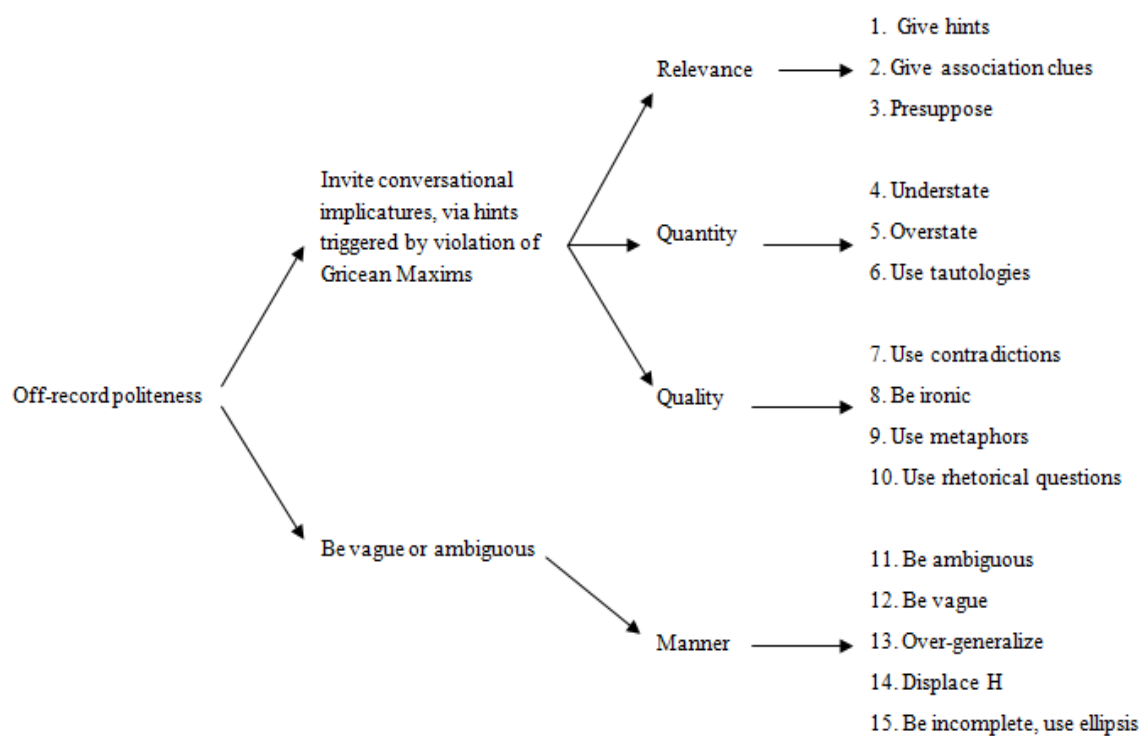 Off-record politeness
Invite conversational
implicatures, via hints
triggered by violation of
Gricean Maxims
Be vague or ambiguous
Relevance
Quantity
Quality
Manner
1. Give hints
2. Give association clues
3. Presuppose
4. Understate
5. Overstate
6. Use tautologies
7. Use contradictions
8. Be ironic
9. Use metaphors
10. Use rhetorical questions
11. Be ambiguous
12. Be vague
13. Over-generalize
14. Displace H
15. Be incomplete, use ellipsis